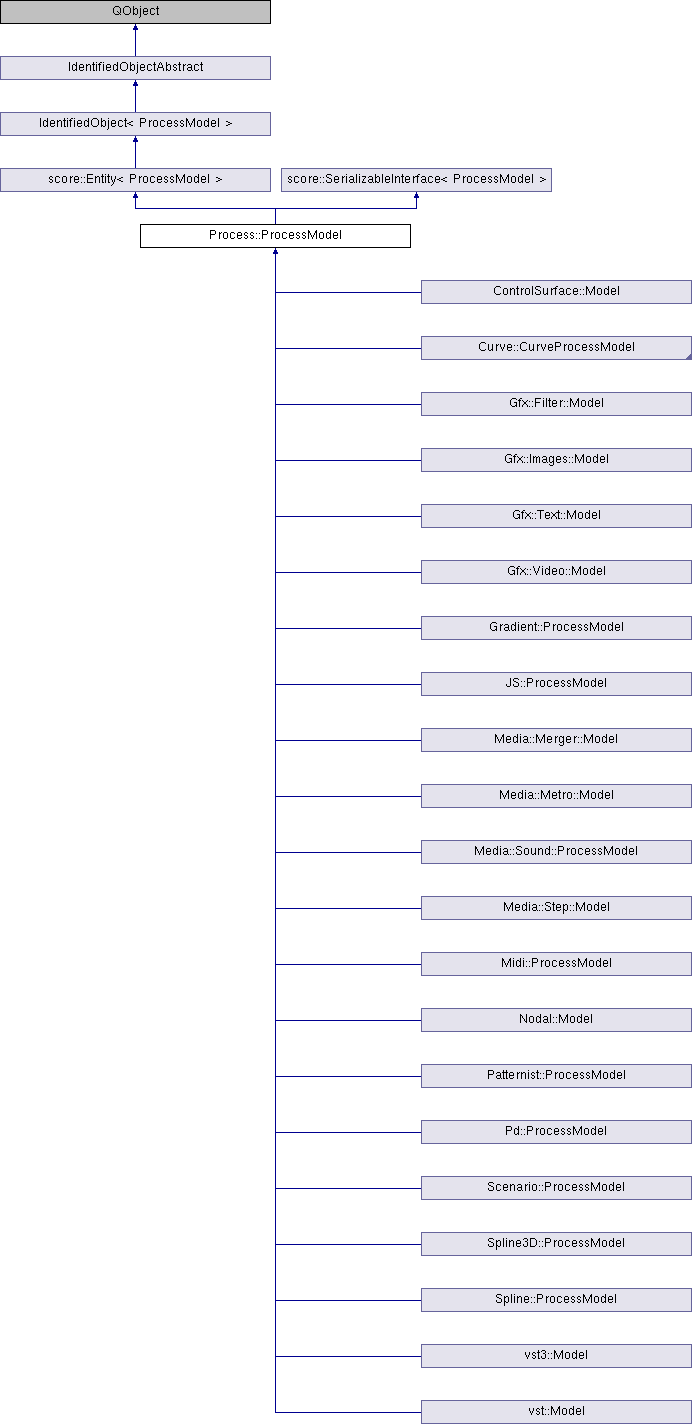 QObject
IdentifiedObjectAbstract
IdentifiedObject< ProcessModel >
score::Entity< ProcessModel >
score::SerializableInterface< ProcessModel >
Process::ProcessModel
ControlSurface::Model
Curve::CurveProcessModel
Gfx::Filter::Model
Gfx::Images::Model
Gfx::Text::Model
Gfx::Video::Model
Gradient::ProcessModel
JS::ProcessModel
Media::Merger::Model
Media::Metro::Model
Media::Sound::ProcessModel
Media::Step::Model
Midi::ProcessModel
Nodal::Model
Patternist::ProcessModel
Pd::ProcessModel
Scenario::ProcessModel
Spline3D::ProcessModel
Spline::ProcessModel
vst3::Model
vst::Model